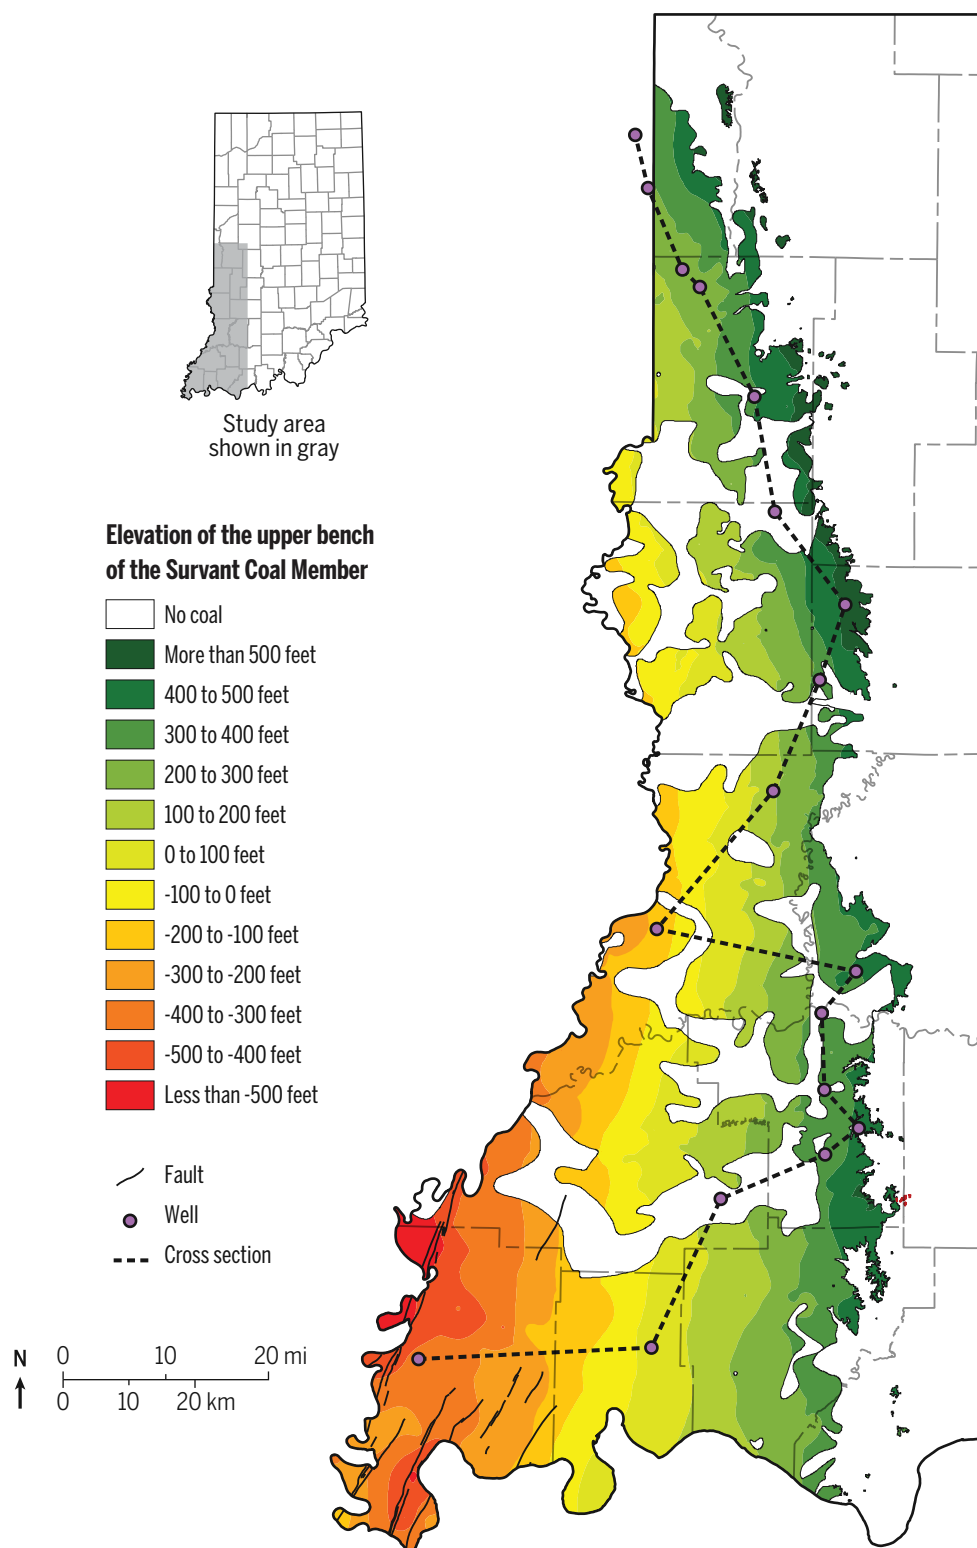 Study area
shown in gray
Elevation of the upper bench
of the Survant Coal Member
No coal
More than 500 feet
400 to 500 feet
300 to 400 feet
200 to 300 feet
100 to 200 feet
0 to 100 feet
-100 to 0 feet
-200 to -100 feet
-300 to -200 feet
-400 to -300 feet
-500 to -400 feet
Less than -500 feet
Fault
Well
Cross section
N
0 10 20 mi
0 10 20 km